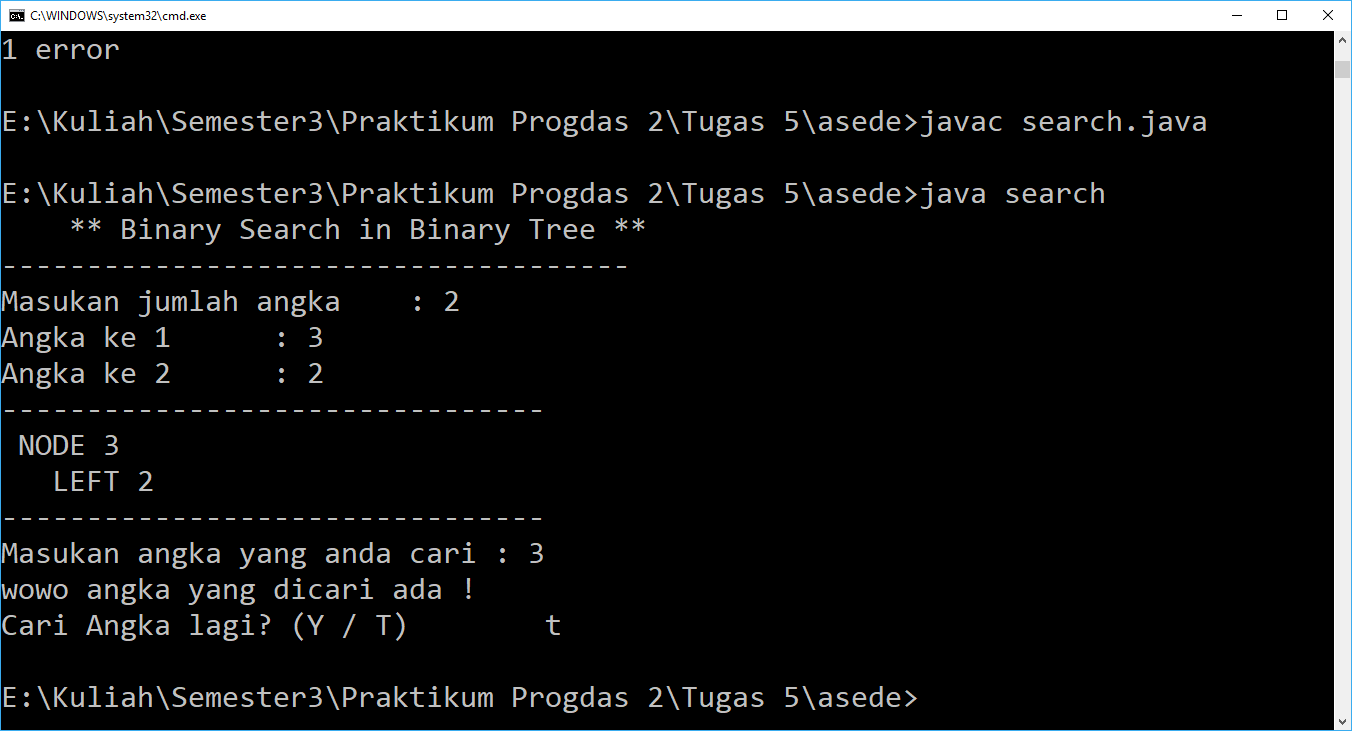 C:\WINDOWS\system32\cmd.exe
1 error
E:\Kuliah\Semester3\Praktikum Progdas 2\Tugas 5\asede>javac search.java
E:\Kuliah\Semester3\Praktikum Progdas 2\Tugas 5\asede>java search
** Binary Search in Binary Tree **
-------------------------------------
Masukan jumlah angka    : 2
Angka ke 1      : 3
Angka ke 2      : 2
--------------------------------
NODE 3
LEFT 2
--------------------------------
Masukan angka yang anda cari : 3
wowo angka yang dicari ada !
Cari Angka lagi? (Y / T)        t
E:\Kuliah\Semester3\Praktikum Progdas 2\Tugas 5\asede>